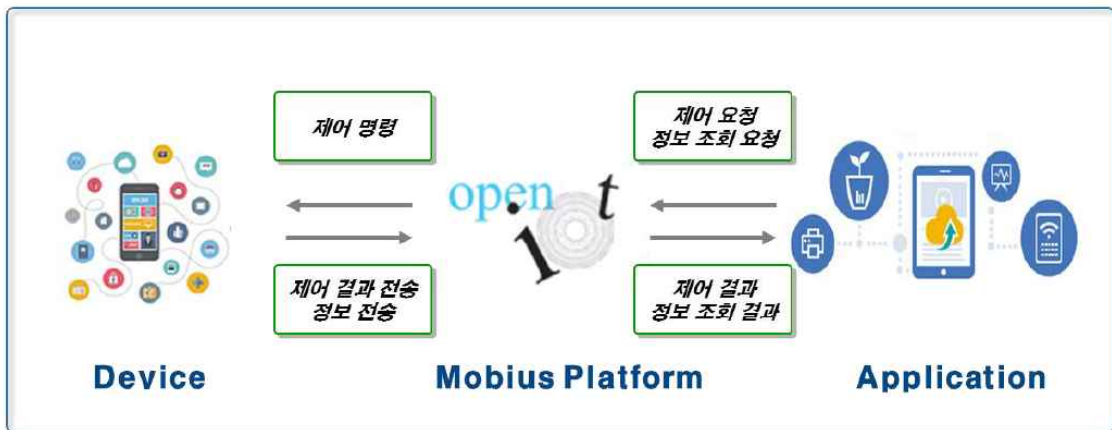 제어 명령
제어 요청
정보 조회 요청
open
iot
제어 결과 전송
정보 전송
제어 결과
정보 조회 결과
Device
Mobius Platform
Application